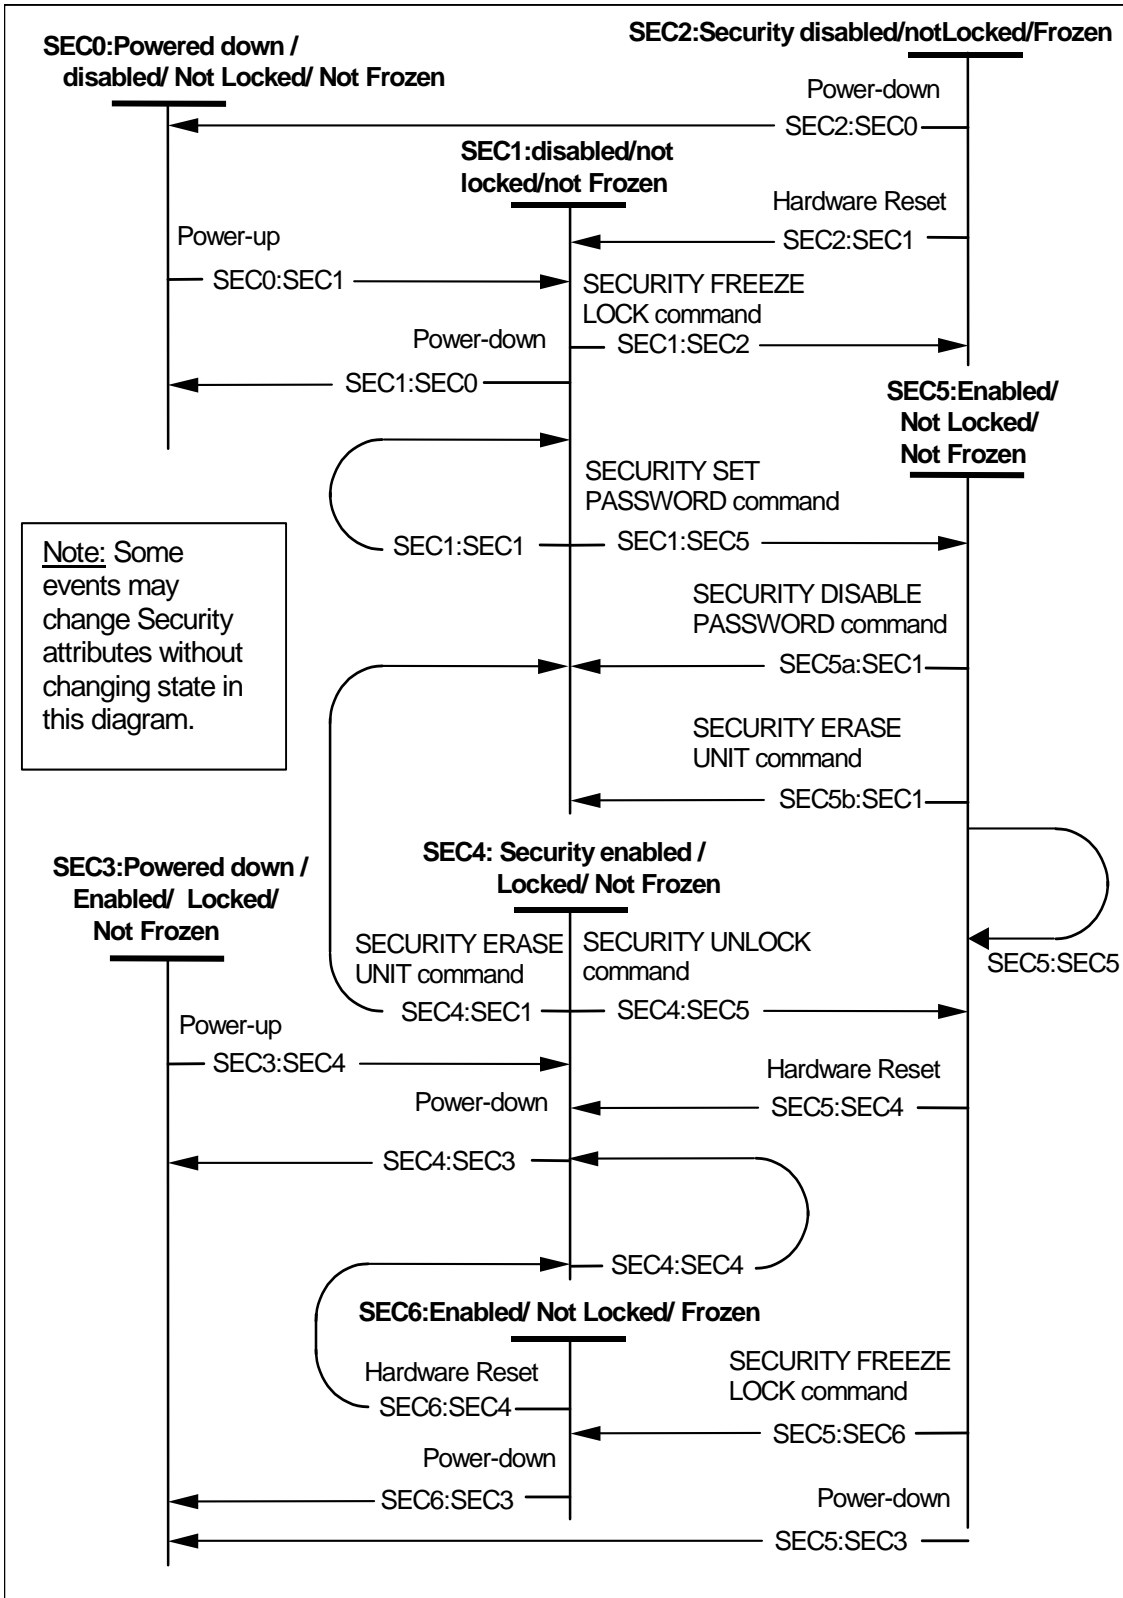 SEC0:Powered down /
disabled/ Not Locked/ Not Frozen
SEC2:Security disabled/notLocked/Frozen
Power-down
SEC2:SEC0
SEC1:disabled/not
locked/not Frozen
Hardware Reset
SEC2:SEC1
Power-up
SEC0:SEC1
SECURITY FREEZE
LOCK command
Power-down
SEC1:SEC2
SEC1:SEC0
SEC5:Enabled/
Not Locked/
Not Frozen
SECURITY SET
PASSWORD command
SEC1:SEC1
SEC1:SEC5
Note: Some
events may
change Security
attributes without
changing state in
this diagram.
SECURITY DISABLE
PASSWORD command
SEC5a:SEC1
SECURITY ERASE
UNIT command
SEC5b:SEC1
SEC3:Powered down /
Enabled/ Locked/
Not Frozen
SEC4: Security enabled /
Locked/ Not Frozen
SECURITY ERASE
UNIT command
SECURITY UNLOCK
command
SEC5:SEC5
SEC4:SEC1
SEC4:SEC5
Power-up
SEC3:SEC4
Hardware Reset
Power-down
SEC5:SEC4
SEC4:SEC3
SEC4:SEC4
SEC6:Enabled/ Not Locked/ Frozen
Hardware Reset
SEC6:SEC4
SECURITY FREEZE
LOCK command
SEC5:SEC6
Power-down
SEC6:SEC3
Power-down
SEC5:SEC3